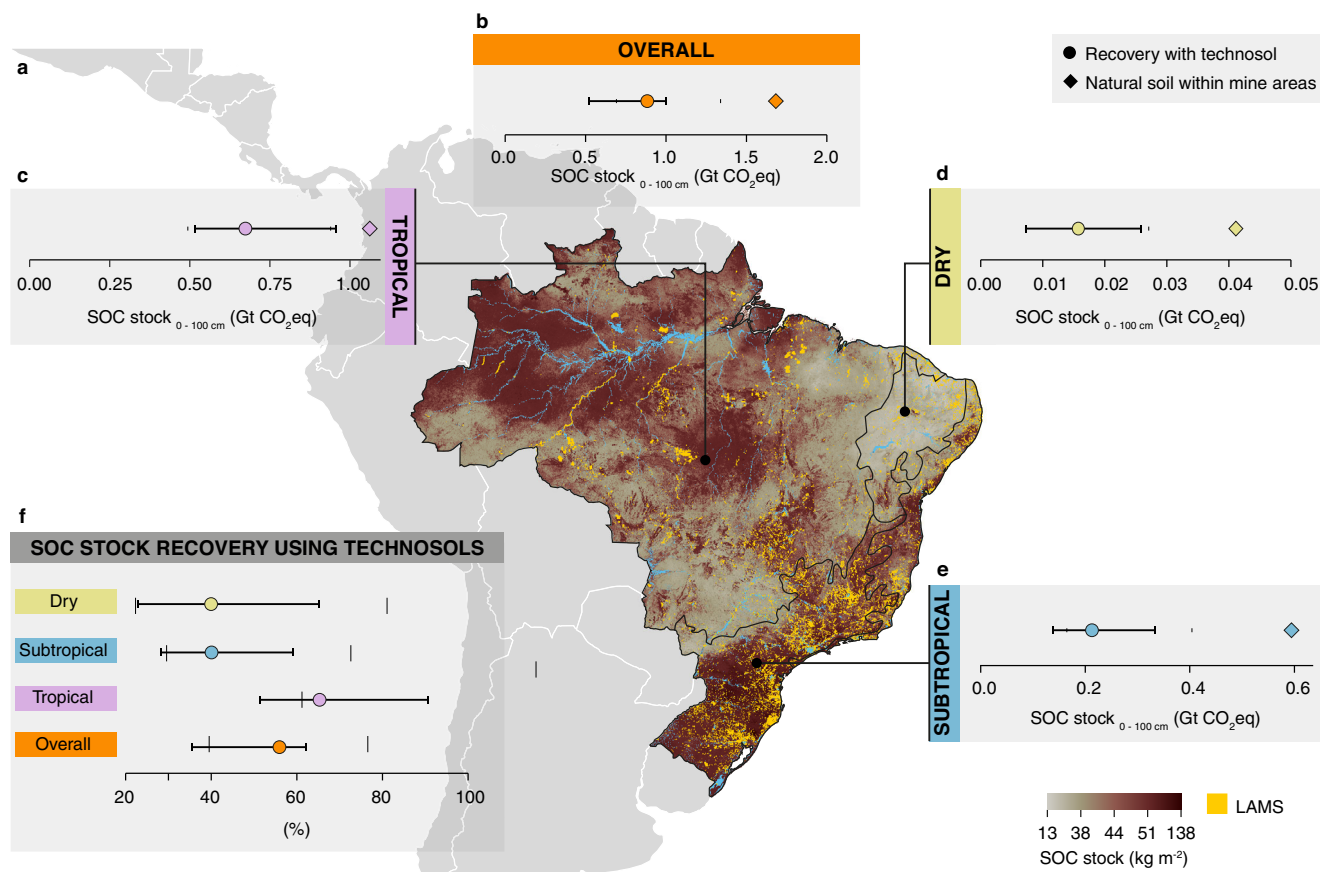 a
b
OVERALL
0.0 0.5 1.0 1.5 2.0
SOC stock 0 - 100 cm (Gt CO2eq)
Recovery with technosol
Natural soil within mine areas
c
TROPICAL
0.00 0.25 0.50 0.75 1.00
SOC stock 0 - 100 cm (Gt CO2eq)
d
DRY
0.00 0.01 0.02 0.03 0.04 0.05
SOC stock 0 - 100 cm (Gt CO2eq)
e
SUBTROPICAL
0.0 0.2 0.4 0.6
SOC stock 0 - 100 cm (Gt CO2eq)
f
SOC STOCK RECOVERY USING TECHNOSOLS
Dry
Subtropical
Tropical
Overall
20 40 60 80 100
(%)
13 38 44 51 138
SOC stock (kg m-2)
LAMS